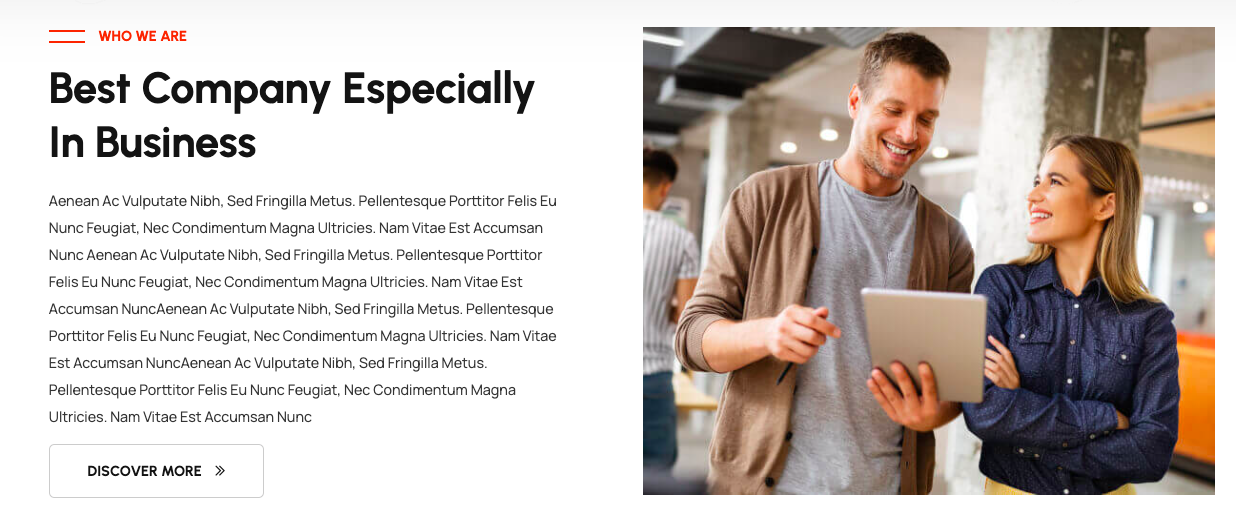 WHO WE ARE
Best Company Especially
In Business
Aenean Ac Vulputate Nibh, Sed Fringilla Metus. Pellentesque Porttitor Felis Eu
Nunc Feugiat, Nec Condimentum Magna Ultricies. Nam Vitae Est Accumsan
Nunc Aenean Ac Vulputate Nibh, Sed Fringilla Metus. Pellentesque Porttitor
Felis Eu Nunc Feugiat, Nec Condimentum Magna Ultricies. Nam Vitae Est
Accumsan NuncAenean Ac Vulputate Nibh, Sed Fringilla Metus. Pellentesque
Porttitor Felis Eu Nunc Feugiat, Nec Condimentum Magna Ultricies. Nam Vitae
Est Accumsan NuncAenean Ac Vulputate Nibh, Sed Fringilla Metus.
Pellentesque Porttitor Felis Eu Nunc Feugiat, Nec Condimentum Magna
Ultricies. Nam Vitae Est Accumsan Nunc
DISCOVER MORE